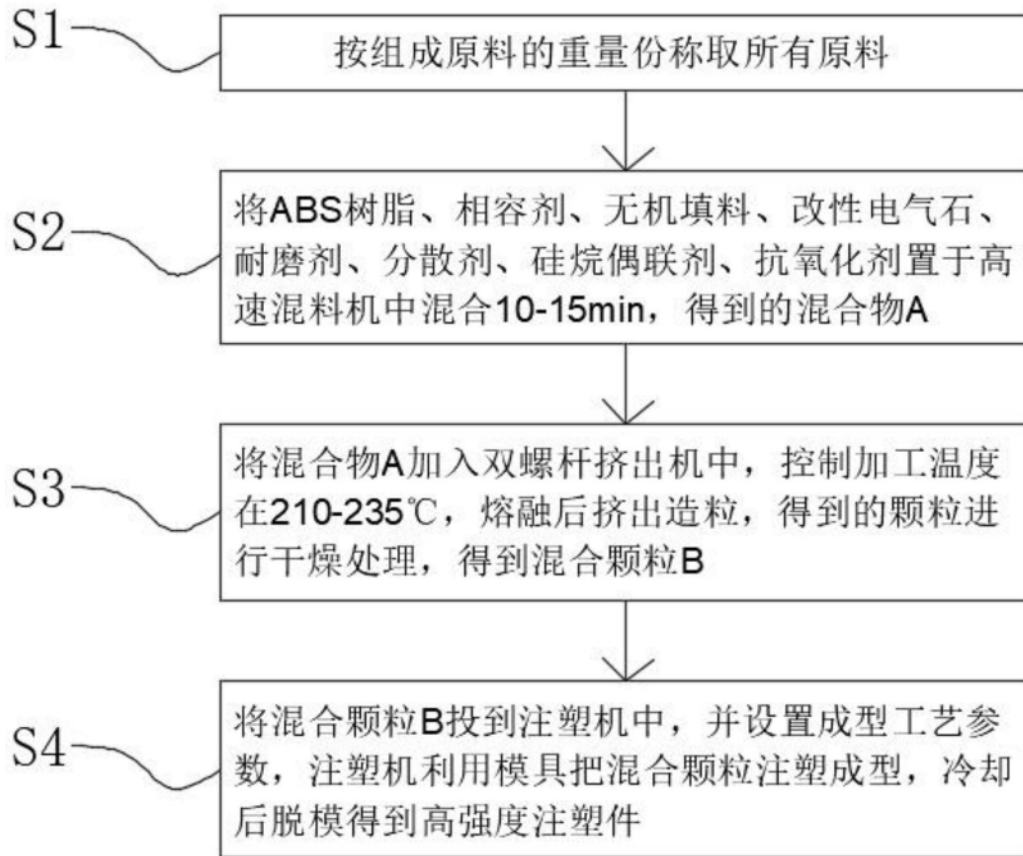 S1
按组成原料的重量份称取所有原料
S2
将ABS树脂、相容剂、无机填料、改性电气石、
耐磨剂、分散剂、硅烷偶联剂、抗氧化剂置于高
速混料机中混合10-15min，得到的混合物A
S3
将混合物A加入双螺杆挤出机中，控制加工温度
在210-235℃，熔融后挤出造粒，得到的颗粒进
行干燥处理，得到混合颗粒B
S4
将混合颗粒B投到注塑机中，并设置成型工艺参
数，注塑机利用模具把混合颗粒注塑成型，冷却
后脱模得到高强度注塑件